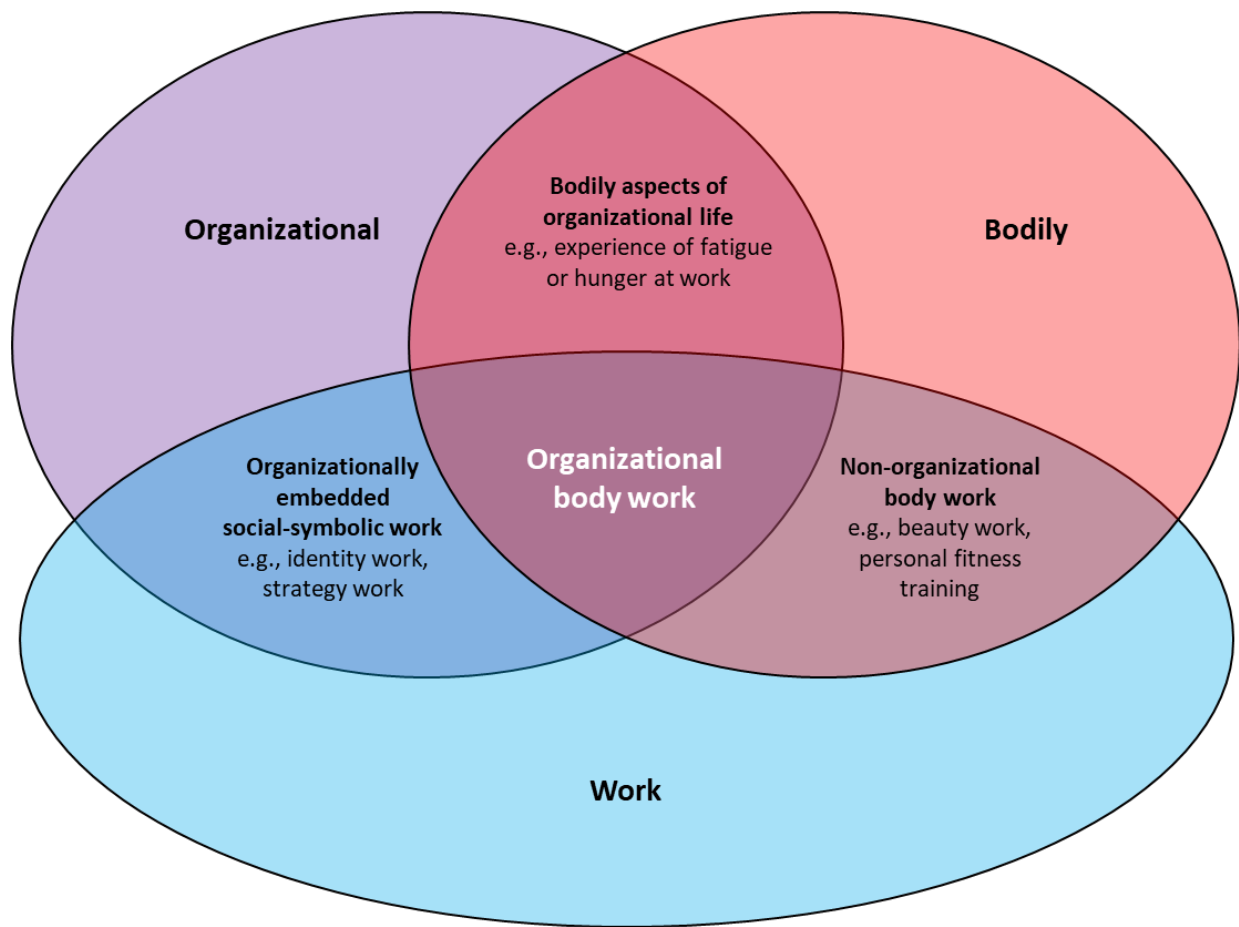 Organizational
Bodily aspects of
organizational life
e.g., experience of fatigue
or hunger at work
Bodily
Organizationally
embedded
social-symbolic work
e.g., identity work,
strategy work
Organizational
body work
Non-organizational
body work
e.g., beauty work,
personal fitness
training
Work